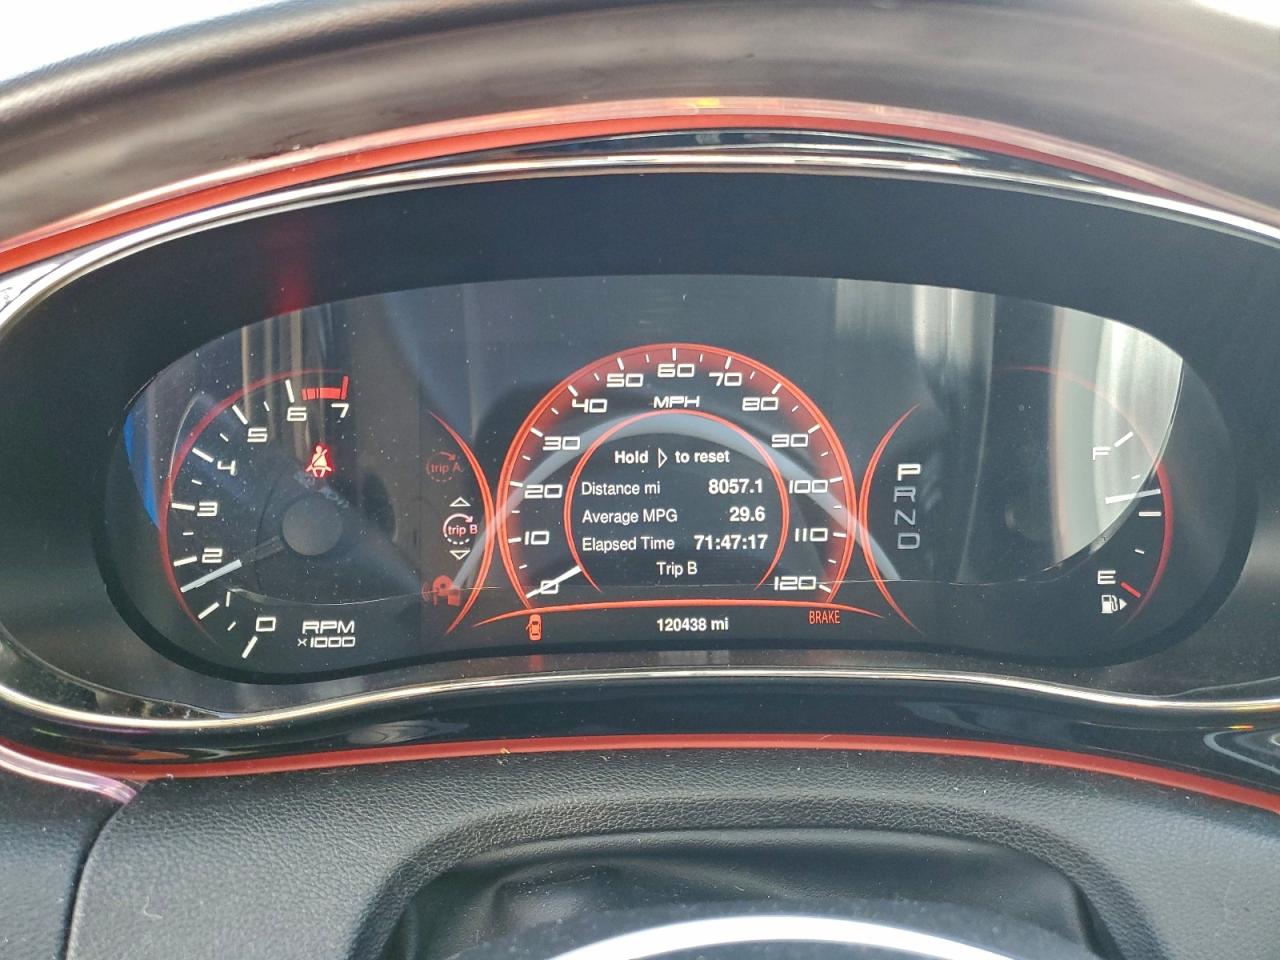 7
6
5
4
3
2
1
0
RPM
x1000
trip A
trip B
0
10
20
30
40
50
60
70
80
90
100
110
120
MPH
Hold ▷ to reset
Distance mi 8057.1
Average MPG 29.6
Elapsed Time 71:47:17
Trip B
120438 mi
BRAKE
P
R
N
D
F
E